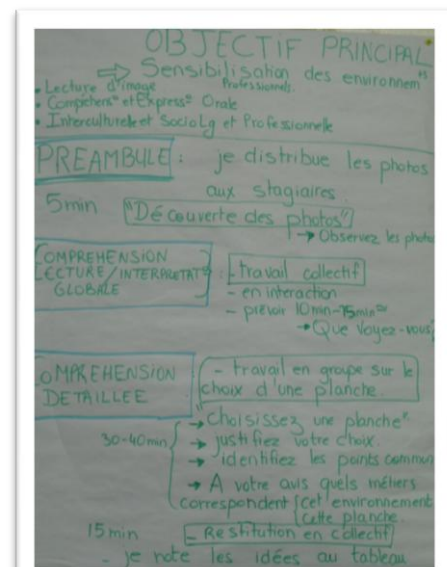 OBJECTIF PRINCIPAL
⇒ Sensibilisation des environnemts
Professionnels.
• Lecture d'image
• Compéhens° et Express° Orale
• Interculturelle et SocioLg et Professionnelle
PREAMBULE : je distribue les photos
aux stagiaires.
5min "Découverte des photos"
→ Observez les photo
COMPREHENSION
LECTURE/INTERPRETAT°
GLOBALE
: - travail collectif
- en interaction
- prévoir 10min-15min
→ Que Voyez-vous
COMPREHENSION
DETAILLEE
: - travail en groupe sur le
choix d'une planche.
30-40min
"→ Choisissez une planche"
→ justifiez votre choix.
→ identifiez les points commun
→ A votre avis quels métiers
correspondent cet environnement
cette planche.
15 min - Restitution en collectif
- je note les idées au tableau